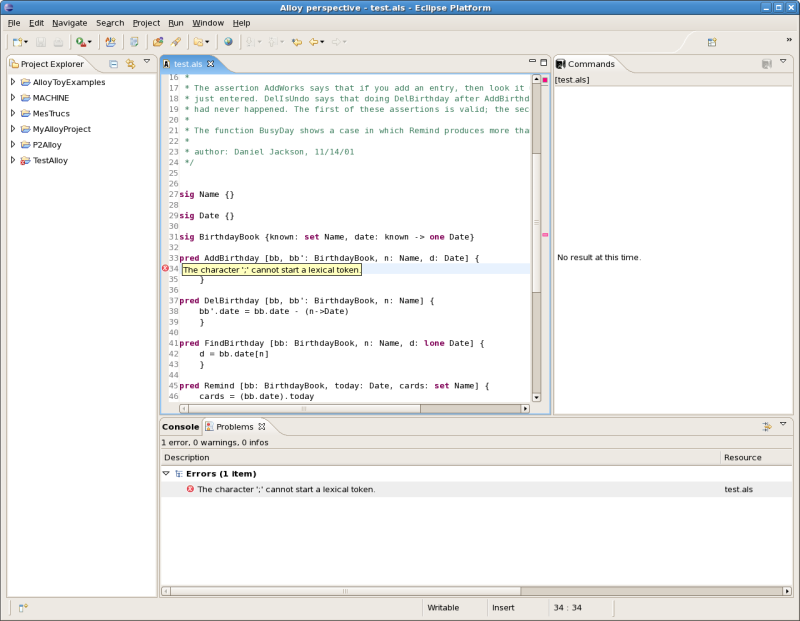 Alloy perspective - test.als - Eclipse Platform
File Edit Navigate Search Project Run Window Help
Project Explorer
AlloyToyExamples
MACHINE
MesTrucs
MyAlloyProject
P2Alloy
TestAlloy
test.als
16 *
17 * The assertion AddWorks says that if you add an entry, then look it
18 * just entered. DelIsUndo says that doing DelBirthday after AddBirthd
19 * had never happened. The first of these assertions is valid; the sec
20 *
21 * The function BusyDay shows a case in which Remind produces more tha
22 *
23 * author: Daniel Jackson, 11/14/01
24 */
25
26
27 sig Name {}
28
29 sig Date {}
30
31 sig BirthdayBook {known: set Name, date: known -> one Date}
32
33 pred AddBirthday [bb, bb': BirthdayBook, n: Name, d: Date] {
34 The character ';' cannot start a lexical token.
35 }
36
37 pred DelBirthday [bb, bb': BirthdayBook, n: Name] {
38 bb'.date = bb.date - (n->Date)
39 }
40
41 pred FindBirthday [bb: BirthdayBook, n: Name, d: lone Date] {
42 d = bb.date[n]
43 }
44
45 pred Remind [bb: BirthdayBook, today: Date, cards: set Name] {
46 cards = (bb.date).today
Commands
[test.als]
No result at this time.
Console Problems
1 error, 0 warnings, 0 infos
Description Resource
Errors (1 item)
The character ';' cannot start a lexical token. test.als
Writable Insert 34 : 34